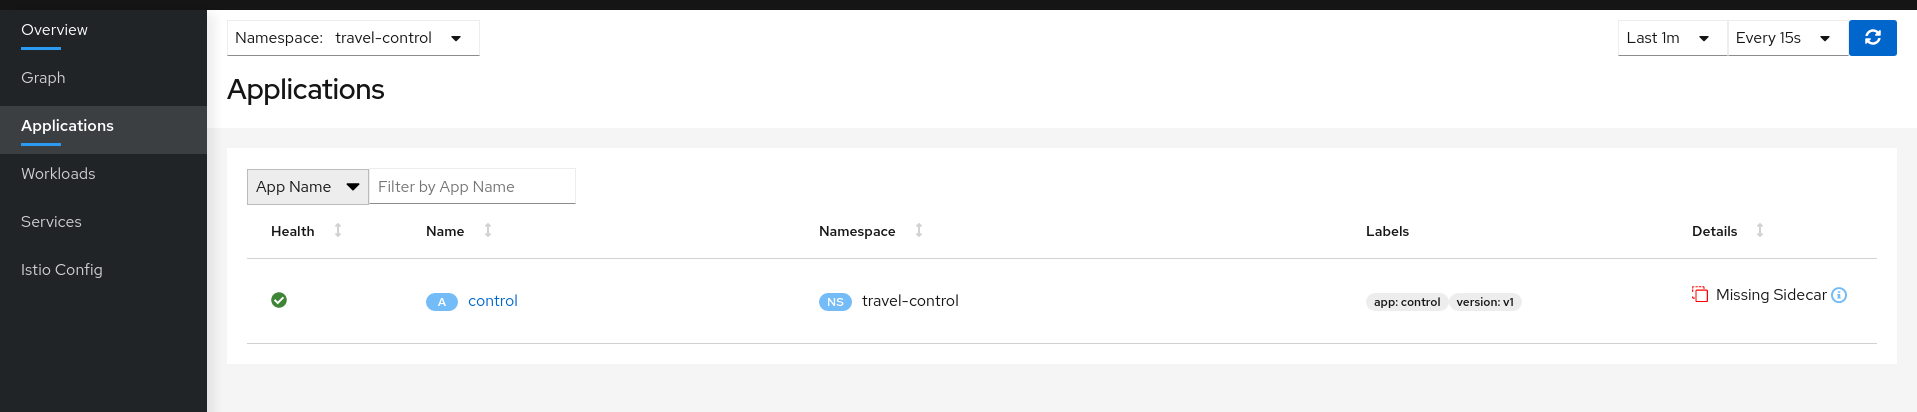 Overview
Graph
Applications
Workloads
Services
Istio Config
Namespace: travel-control
Last 1m Every 15s
Applications
App Name Filter by App Name
Health Name Namespace Labels Details
A control NS travel-control app: control version: v1 Missing Sidecar